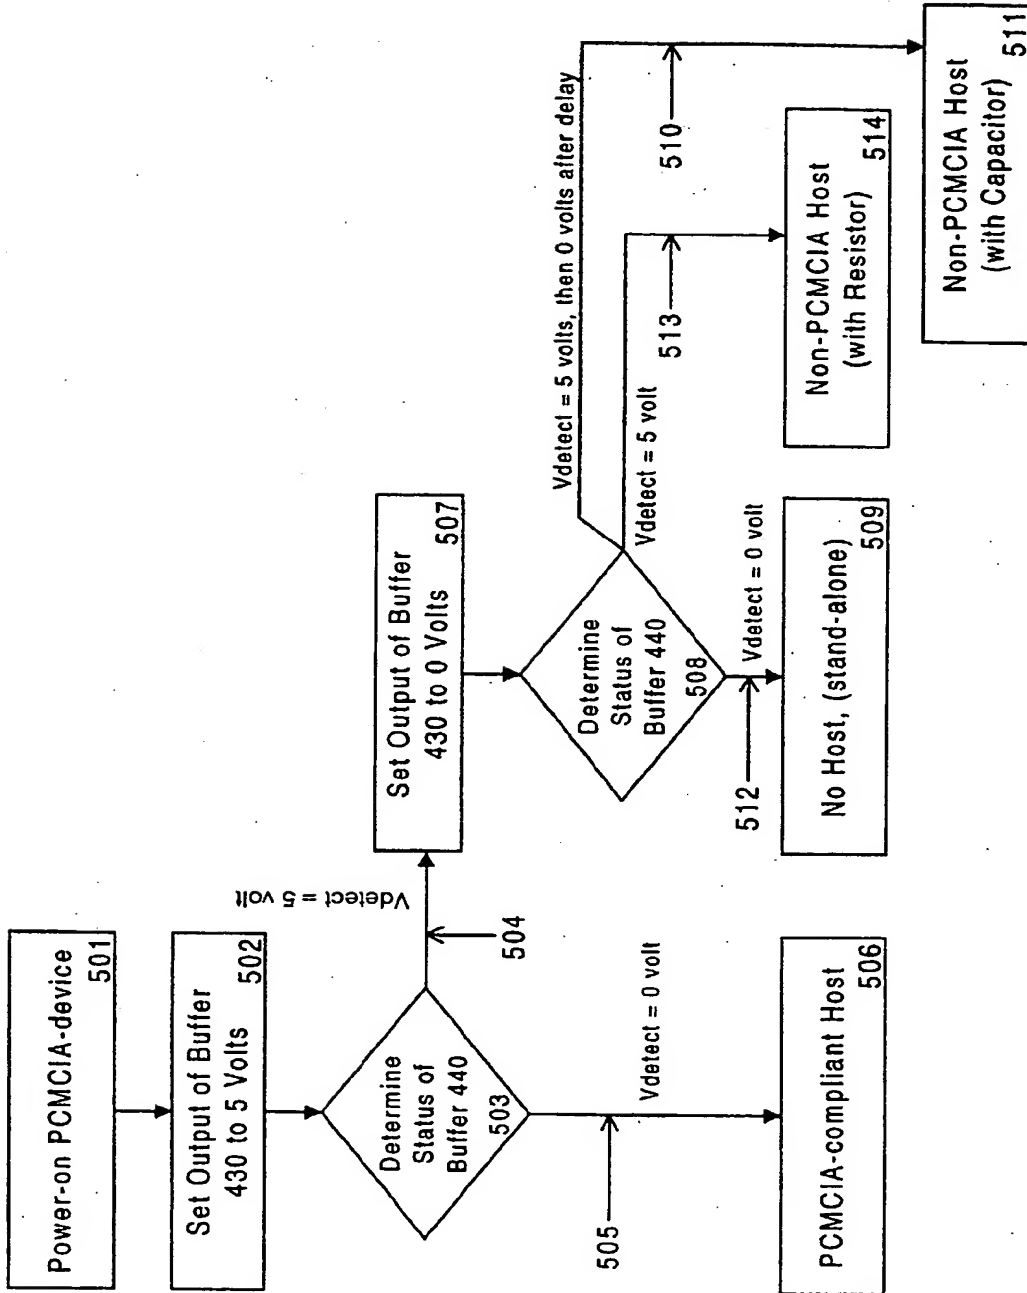 Power-on PCMCIA-device
501
Set Output of Buffer
430 to 5 Volts
502
Determine
Status of
Buffer 440
503
Vdetect = 5 volt
504
Vdetect = 0 volt
505
PCMCIA-compliant Host
506
Set Output of Buffer
430 to 0 Volts
507
Determine
Status of
Buffer 440
508
Vdetect = 0 volt
512
No Host, (stand-alone)
509
Vdetect = 5 volt
513
Non-PCMCIA Host
(with Resistor)
514
Vdetect = 5 volts, then 0 volts after delay
510
Non-PCMCIA Host
(with Capacitor)
511